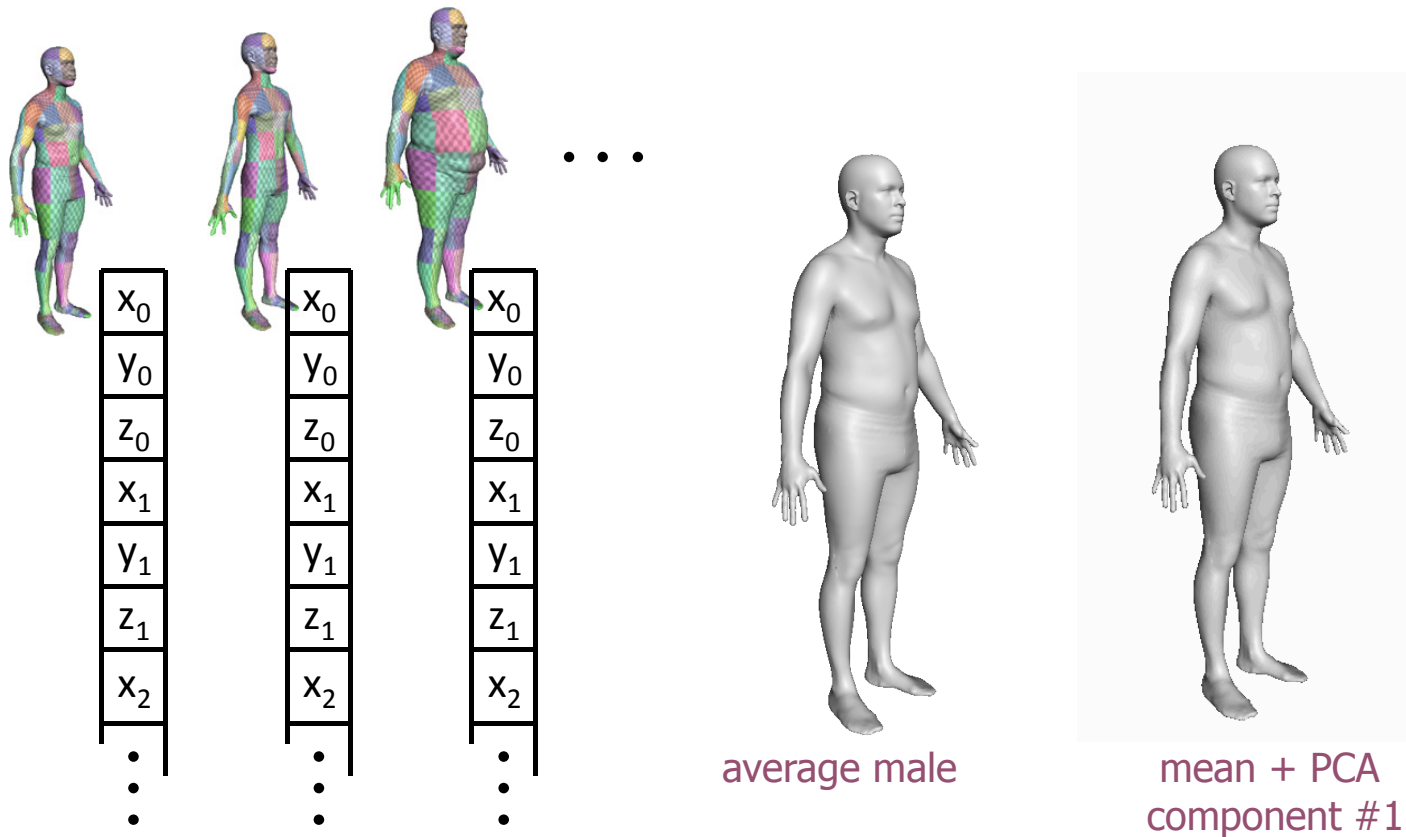 x₀ x₀ x₀
y₀ y₀ y₀
z₀ z₀ z₀
x₁ x₁ x₁
y₁ y₁ y₁
z₁ z₁ z₁
x₂ x₂ x₂
average male
mean + PCA
component #1